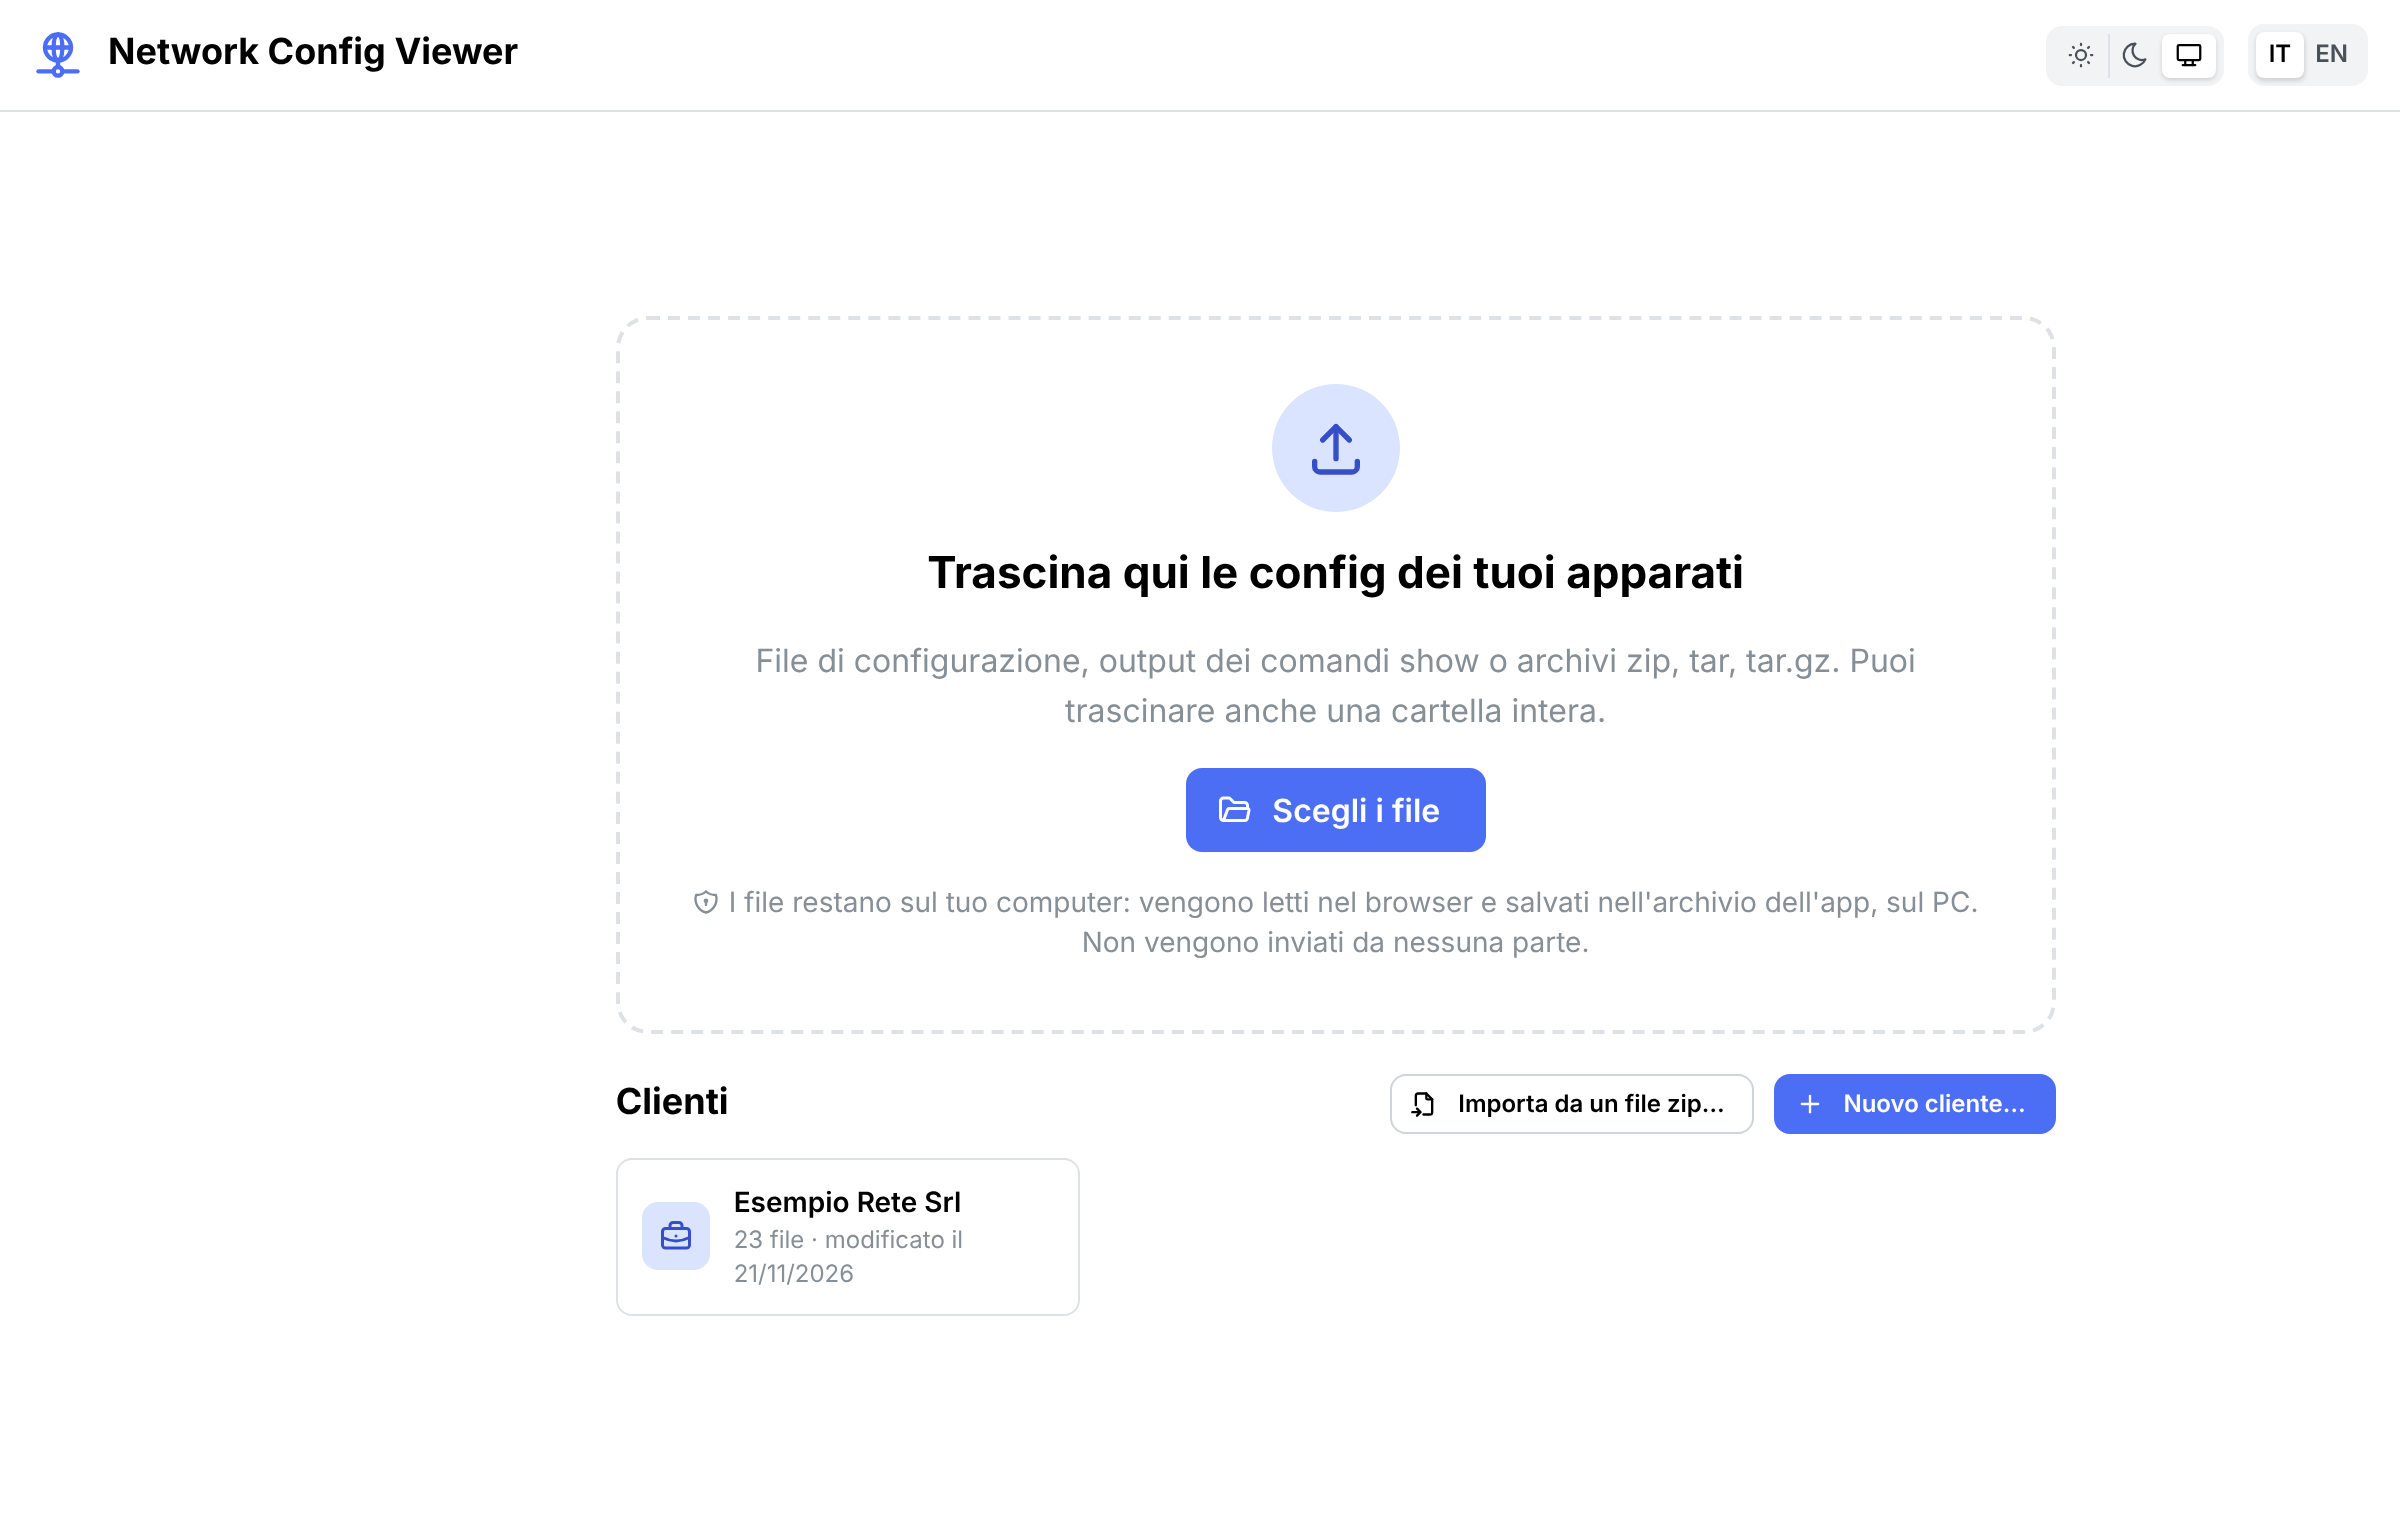 Network Config Viewer
IT EN
Trascina qui le config dei tuoi apparati
File di configurazione, output dei comandi show o archivi zip, tar, tar.gz. Puoi
trascinare anche una cartella intera.
Scegli i file
I file restano sul tuo computer: vengono letti nel browser e salvati nell'archivio dell'app, sul PC.
Non vengono inviati da nessuna parte.
Clienti
Importa da un file zip...
Nuovo cliente...
Esempio Rete Srl
23 file · modificato il
21/11/2026